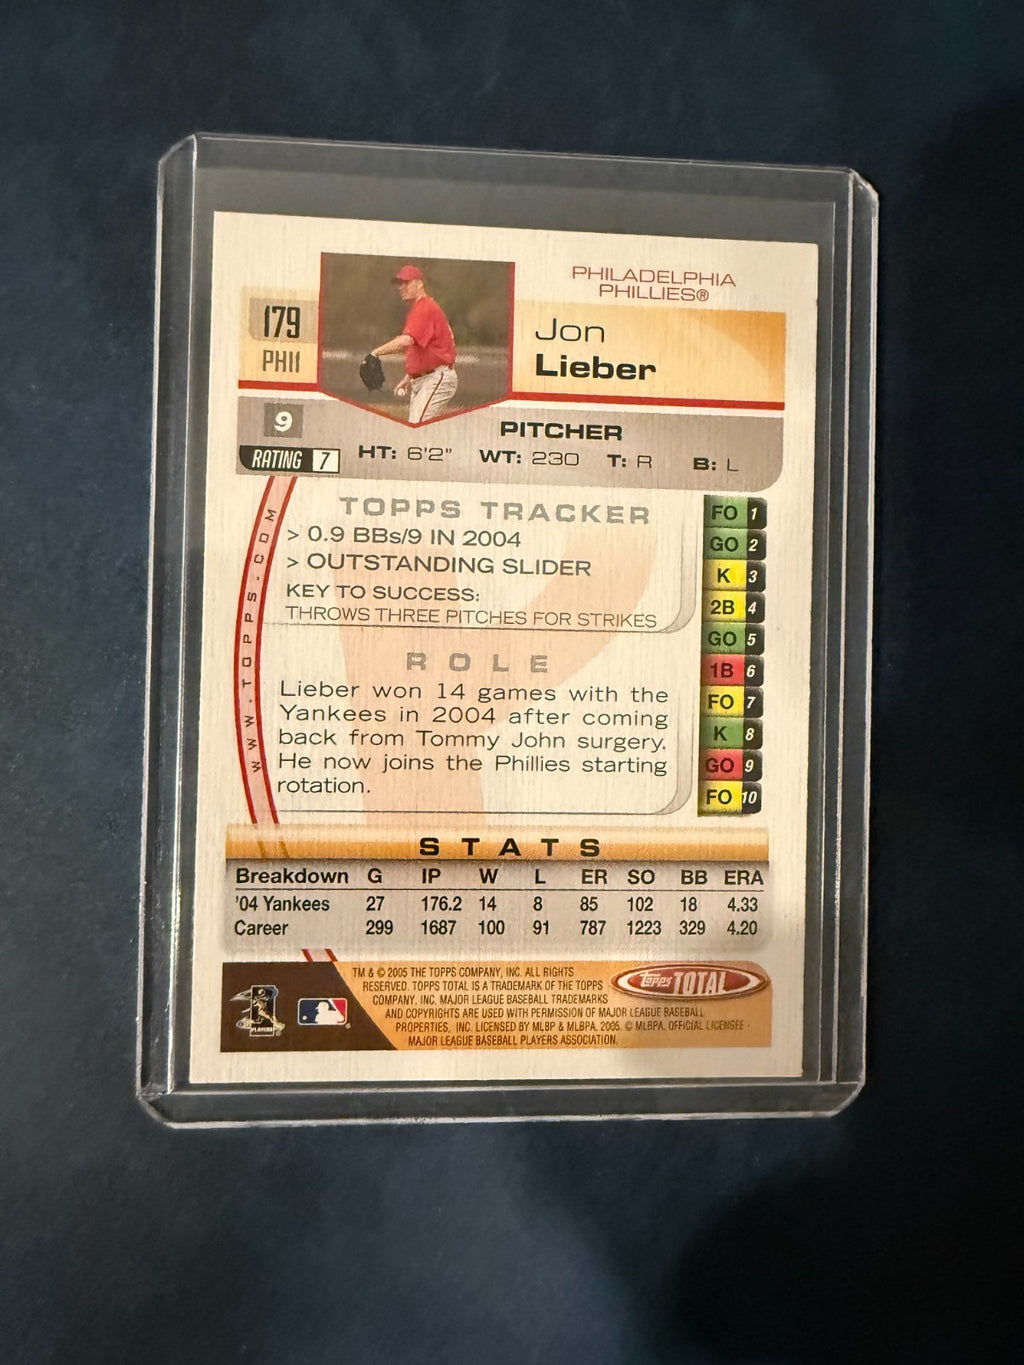 PHILADELPHIA
PHILLIES®
179
PHI1
Jon
Lieber
9
RATING 7
PITCHER
HT: 6'2" WT: 230 T: R B: L
WWW.TOPPS.COM
TOPPS TRACKER
> 0.9 BBs/9 IN 2004
> OUTSTANDING SLIDER
KEY TO SUCCESS:
THROWS THREE PITCHES FOR STRIKES
ROLE
Lieber won 14 games with the
Yankees in 2004 after coming
back from Tommy John surgery.
He now joins the Phillies starting
rotation.
FO 1
GO 2
K 3
2B 4
GO 5
1B 6
FO 7
K 8
GO 9
FO 10
STATS
Breakdown G IP W L ER SO BB ERA
'04 Yankees 27 176.2 14 8 85 102 18 4.33
Career 299 1687 100 91 787 1223 329 4.20
TM & © 2005 THE TOPPS COMPANY, INC. ALL RIGHTS
RESERVED. TOPPS TOTAL IS A TRADEMARK OF THE TOPPS
COMPANY. INC. MAJOR LEAGUE BASEBALL TRADEMARKS
AND COPYRIGHTS ARE USED WITH PERMISSION OF MAJOR LEAGUE BASEBALL
PROPERTIES, INC. LICENSED BY MLBP & MLBPA. 2005. © MLBPA. OFFICIAL LICENSEE -
MAJOR LEAGUE BASEBALL PLAYERS ASSOCIATION.
Topps TOTAL
PLAYERS